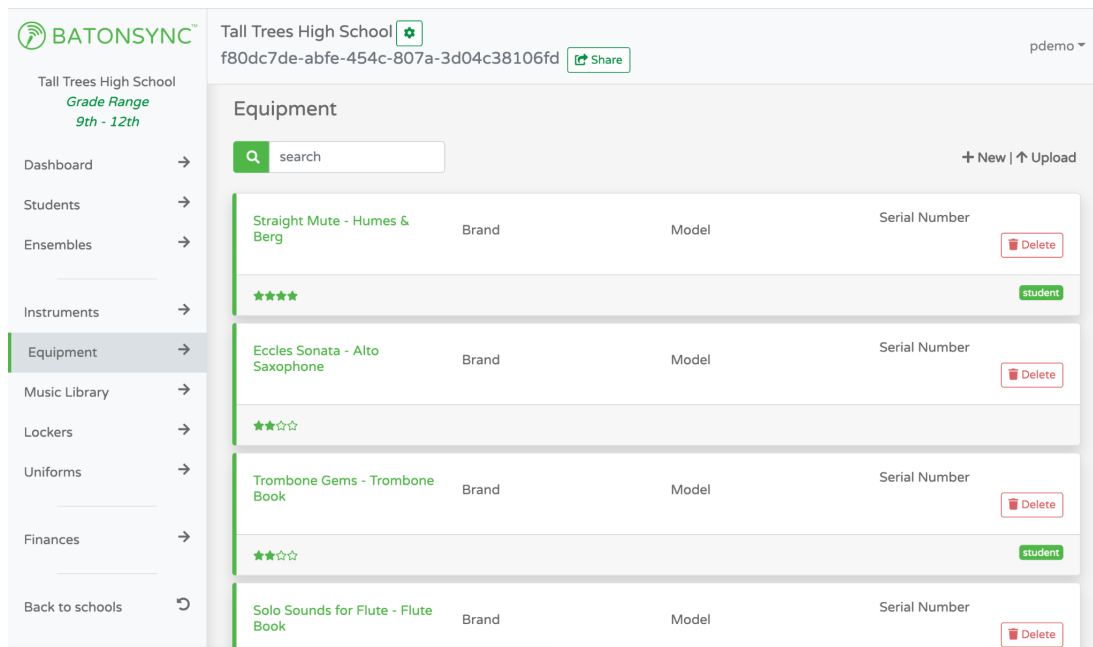 BATONSYNC™
Tall Trees High School
Grade Range
9th - 12th
Dashboard
Students
Ensembles
Instruments
Equipment
Music Library
Lockers
Uniforms
Finances
Back to schools
Tall Trees High School
f80dc7de-abfe-454c-807a-3d04c38106fd Share
pdemo
Equipment
search
+ New | ↑ Upload
Straight Mute - Humes &
Berg
Brand
Model
Serial Number
Delete
student
Eccles Sonata - Alto
Saxophone
Brand
Model
Serial Number
Delete
Trombone Gems - Trombone
Book
Brand
Model
Serial Number
Delete
student
Solo Sounds for Flute - Flute
Book
Brand
Model
Serial Number
Delete